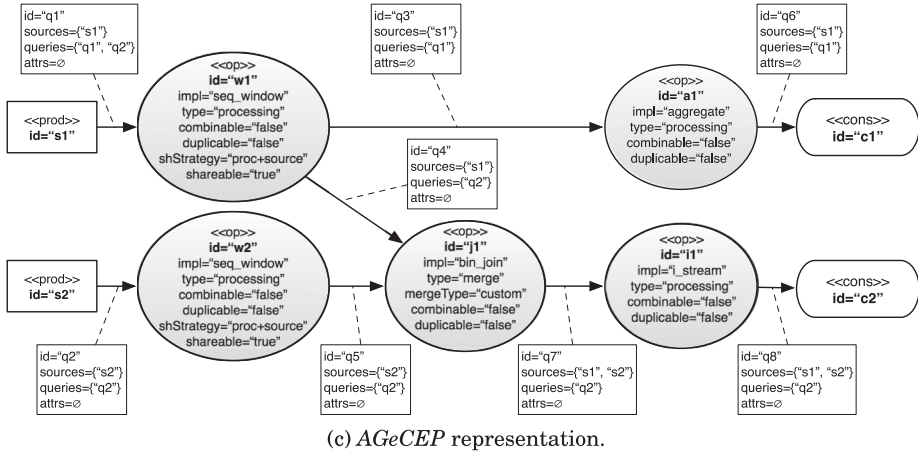 id=“q1”
sources={“s1”}
queries={“q1”, “q2”}
attrs=∅
id=“q3”
sources={“s1”}
queries={“q1”}
attrs=∅
id=“q6”
sources={“s1”}
queries={“q1”}
attrs=∅
<<prod>>
id=“s1”
<<op>>
id=“w1”
impl=“seq_window”
type=“processing”
combinable=“false”
duplicable=“false”
shStrategy=“proc+source”
shareable=“true”
<<op>>
id=“a1”
impl=“aggregate”
type=“processing”
combinable=“false”
duplicable=“false”
<<cons>>
id=“c1”
id=“q4”
sources={“s1”}
queries={“q2”}
attrs=∅
<<prod>>
id=“s2”
<<op>>
id=“w2”
impl=“seq_window”
type=“processing”
combinable=“false”
duplicable=“false”
shStrategy=“proc+source”
shareable=“true”
<<op>>
id=“j1”
impl=“bin_join”
type=“merge”
mergeType=“custom”
combinable=“false”
duplicable=“false”
<<op>>
id=“i1”
impl=“i_stream”
type=“processing”
combinable=“false”
duplicable=“false”
<<cons>>
id=“c2”
id=“q2”
sources={“s2”}
queries={“q2”}
attrs=∅
id=“q5”
sources={“s2”}
queries={“q2”}
attrs=∅
id=“q7”
sources={“s1”, “s2”}
queries={“q2”}
attrs=∅
id=“q8”
sources={“s1”, “s2”}
queries={“q2”}
attrs=∅
(c) AGeCEP representation.